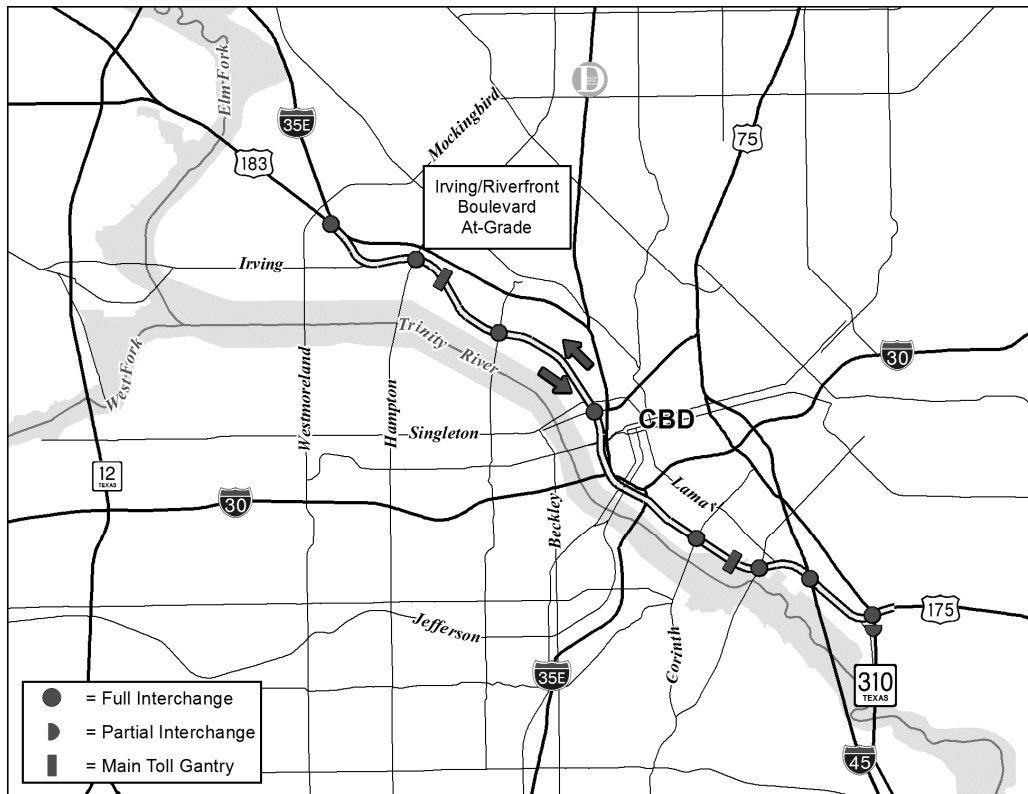 Elm Fork
35E
Mockingbird
183
D
75
Irving/Riverfront
Boulevard
At-Grade
Irving
Trinity River
West Fork
Westmoreland
Hampton
30
CBD
Singleton
12
TEXAS
30
Beckley
Lamar
Jefferson
Corinth
175
310
TEXAS
35E
45
= Full Interchange
= Partial Interchange
= Main Toll Gantry